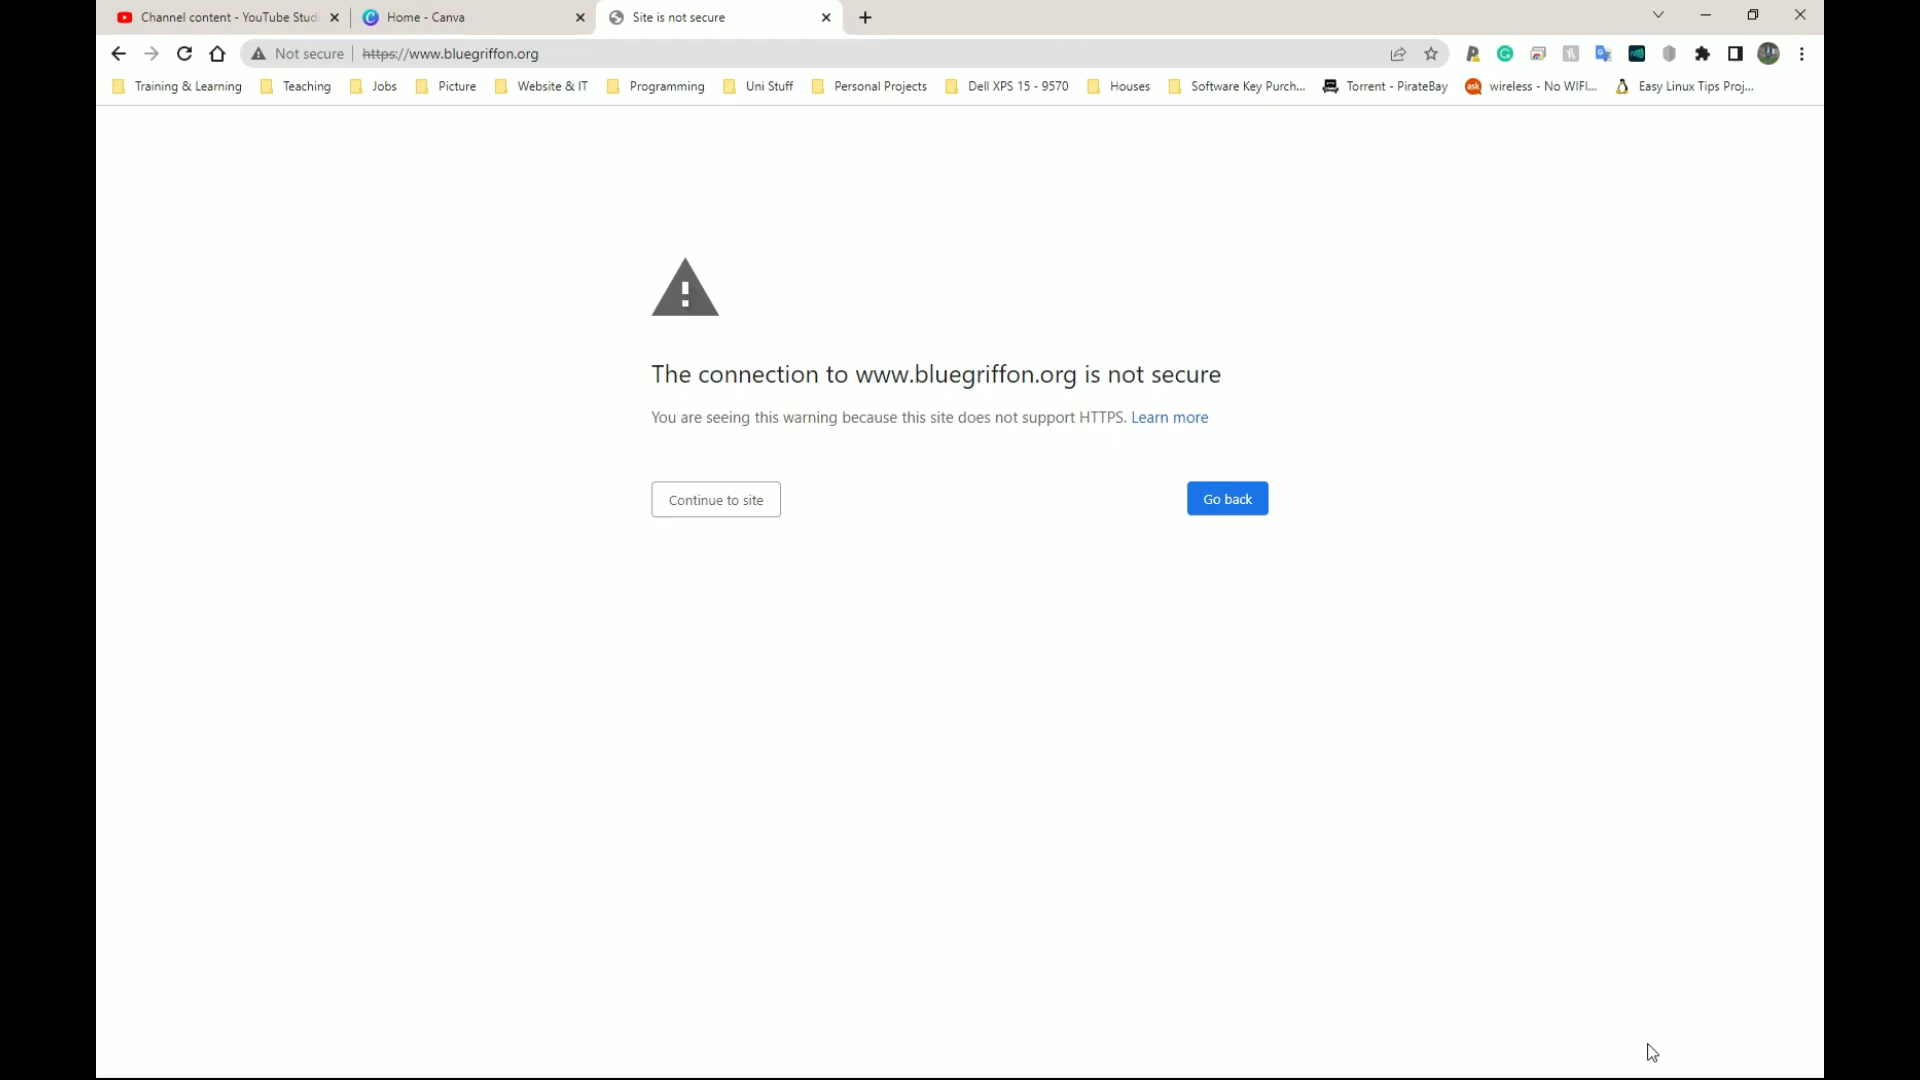 Channel content - YouTube Stud
Home - Canva
Site is not secure
Not secure
https://www.bluegriffon.org
Training & Learning
Teaching
Jobs
Picture
Website & IT
Programming
Uni Stuff
Personal Projects
Dell XPS 15 - 9570
Houses
Software Key Purch...
Torrent - PirateBay
ask
wireless - No WIFI...
Easy Linux Tips Proj...
The connection to www.bluegriffon.org is not secure
You are seeing this warning because this site does not support HTTPS. Learn more
Continue to site
Go back